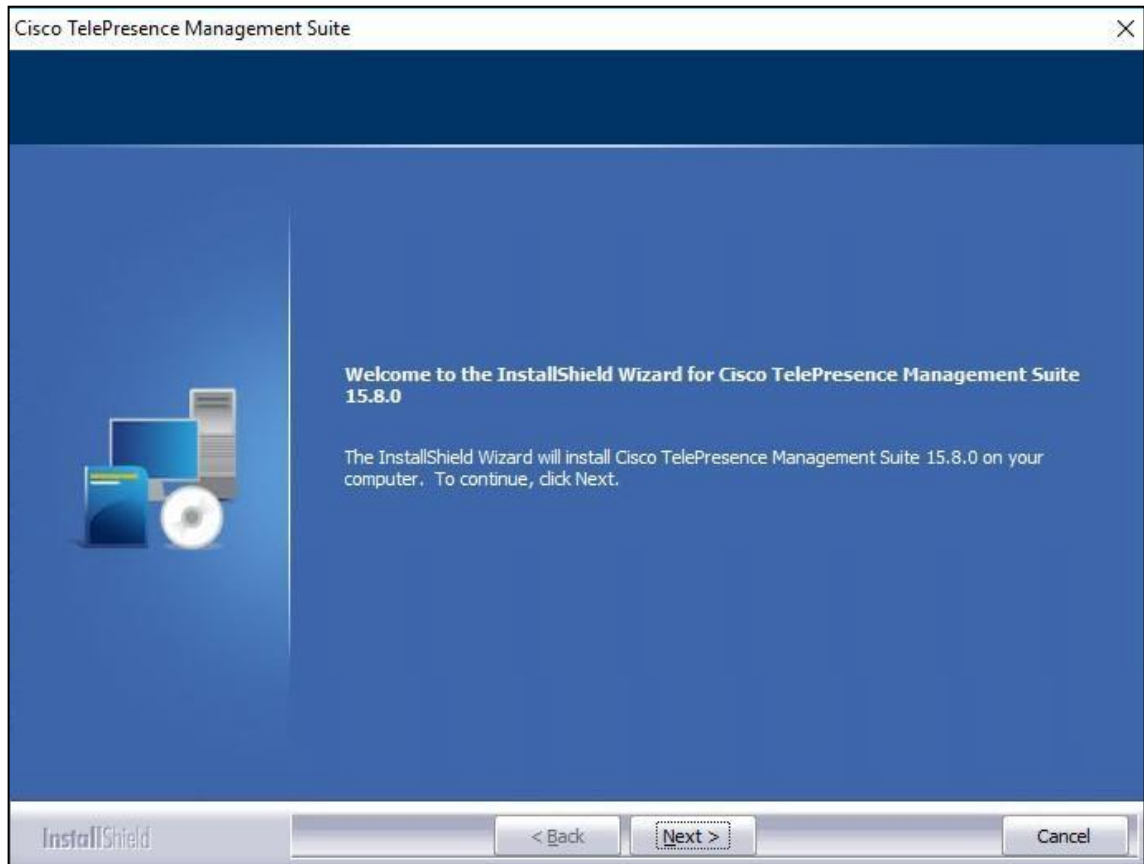 Cisco TelePresence Management Suite
Welcome to the InstallShield Wizard for Cisco TelePresence Management Suite
15.8.0
The InstallShield Wizard will install Cisco TelePresence Management Suite 15.8.0 on your
computer. To continue, click Next.
InstallShield
< Back
Next >
Cancel